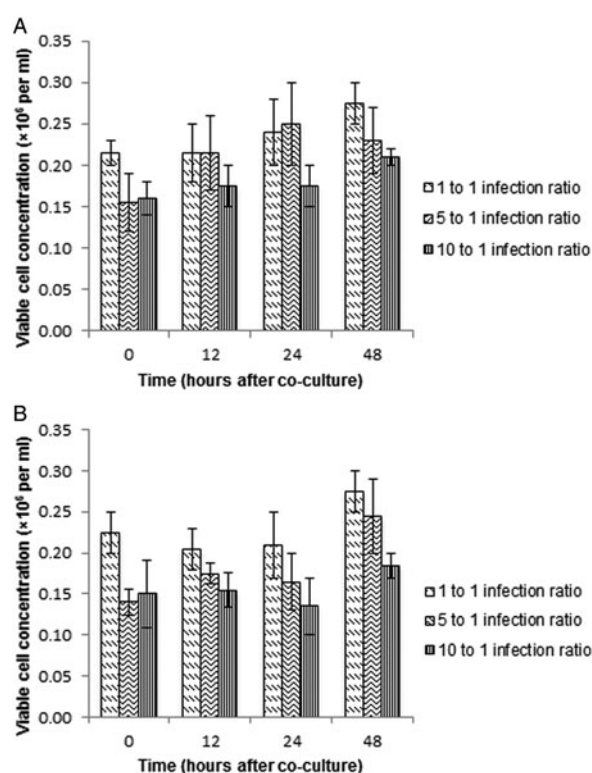 A
Viable cell concentration (×10⁶ per ml)
0.35
0.30
0.25
0.20
0.15
0.10
0.05
0.00
0 12 24 48
Time (hours after co-culture)
1 to 1 infection ratio
5 to 1 infection ratio
10 to 1 infection ratio
B
Viable cell concentration (×10⁶ per ml)
0.35
0.30
0.25
0.20
0.15
0.10
0.05
0.00
0 12 24 48
Time (hours after co-culture)
1 to 1 infection ratio
5 to 1 infection ratio
10 to 1 infection ratio